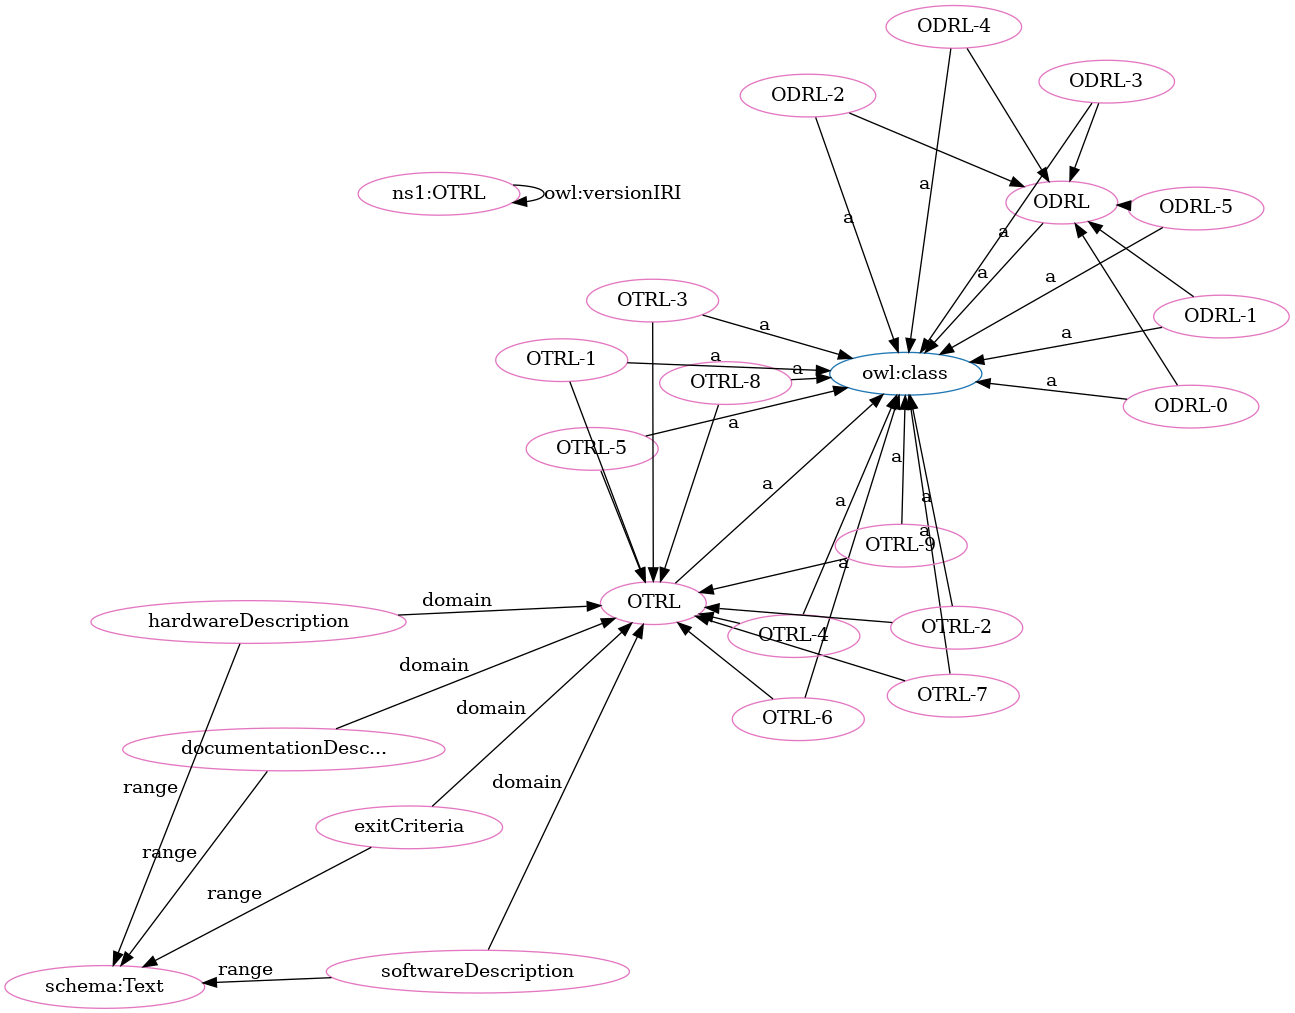 ODRL-4
ODRL-3
ODRL-2
a
ns1:OTRL
owl:versionIRI
ODRL
ODRL-5
a
a
a
a
OTRL-3
a
ODRL-1
a
OTRL-1
a
a
owl:class
a
OTRL-8
ODRL-0
a
OTRL-5
a
a
a
a
a
OTRL-9
a
hardwareDescription
domain
OTRL
OTRL-4
OTRL-2
domain
OTRL-7
domain
OTRL-6
documentationDesc...
range
domain
exitCriteria
range
range
range
softwareDescription
schema:Text